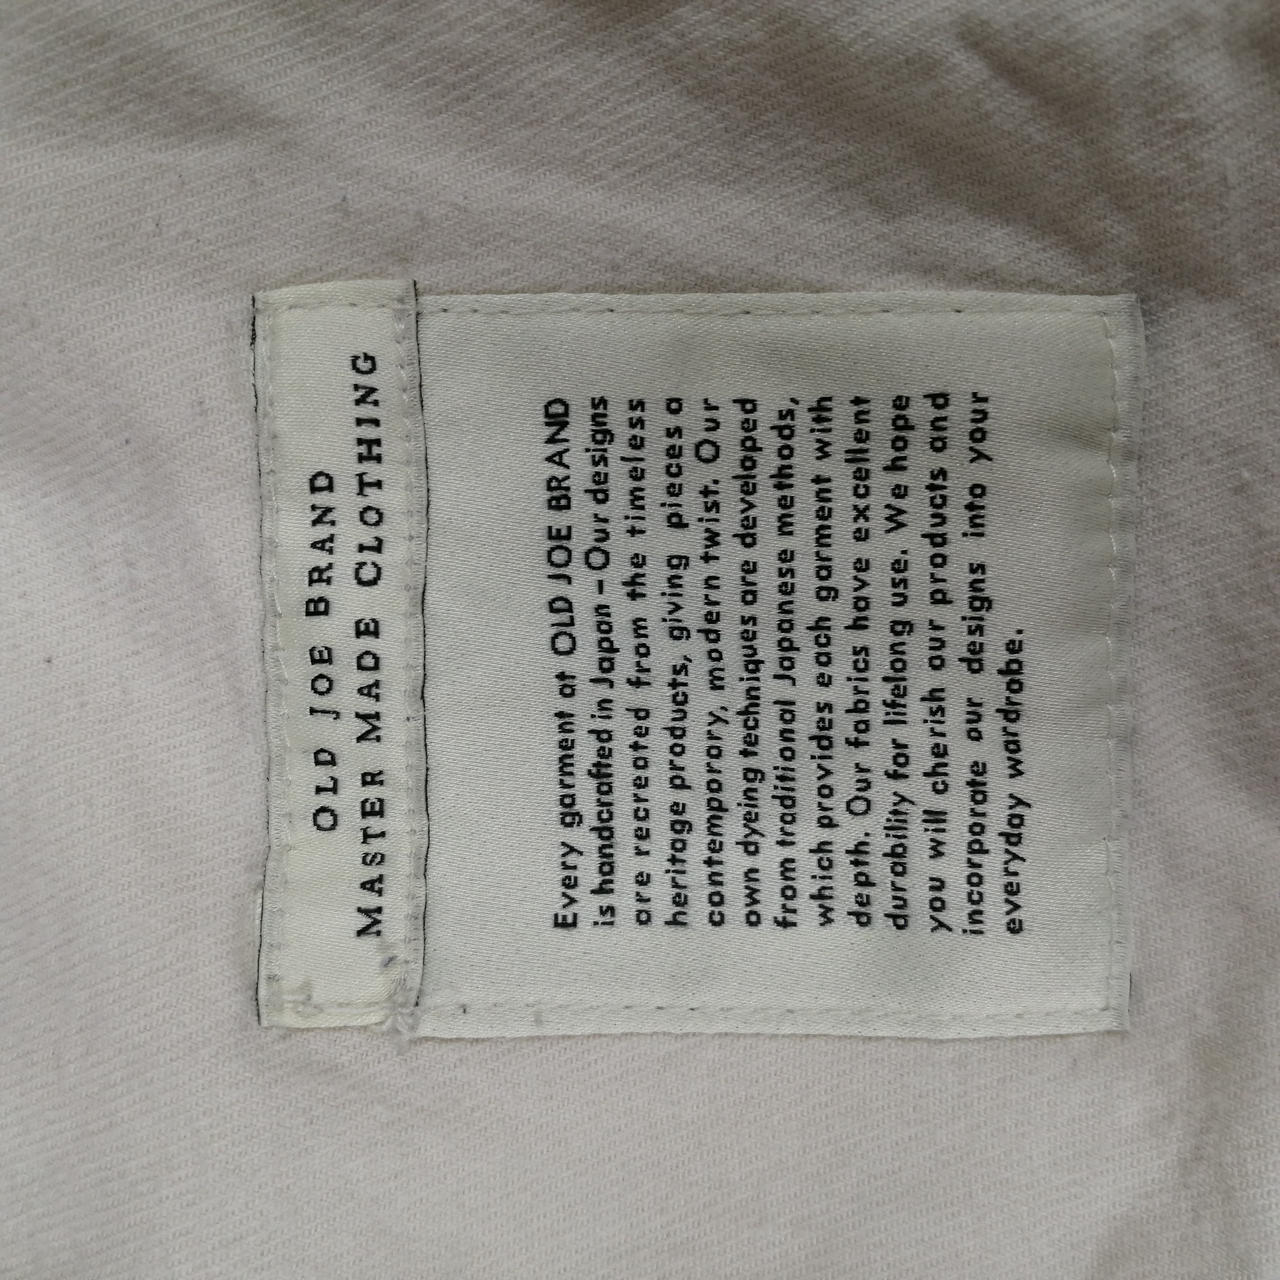 OLD JOE BRAND
MASTER MADE CLOTHING
Every garment at OLD JOE BRAND
is handcrafted in Japan – Our designs
are recreated from the timeless
heritage products, giving pieces a
contemporary, modern twist. Our
own dyeing techniques are developed
from traditional Japanese methods,
which provides each garment with
depth. Our fabrics have excellent
durability for lifelong use. We hope
you will cherish our products and
incorporate our designs into your
everyday wardrobe.